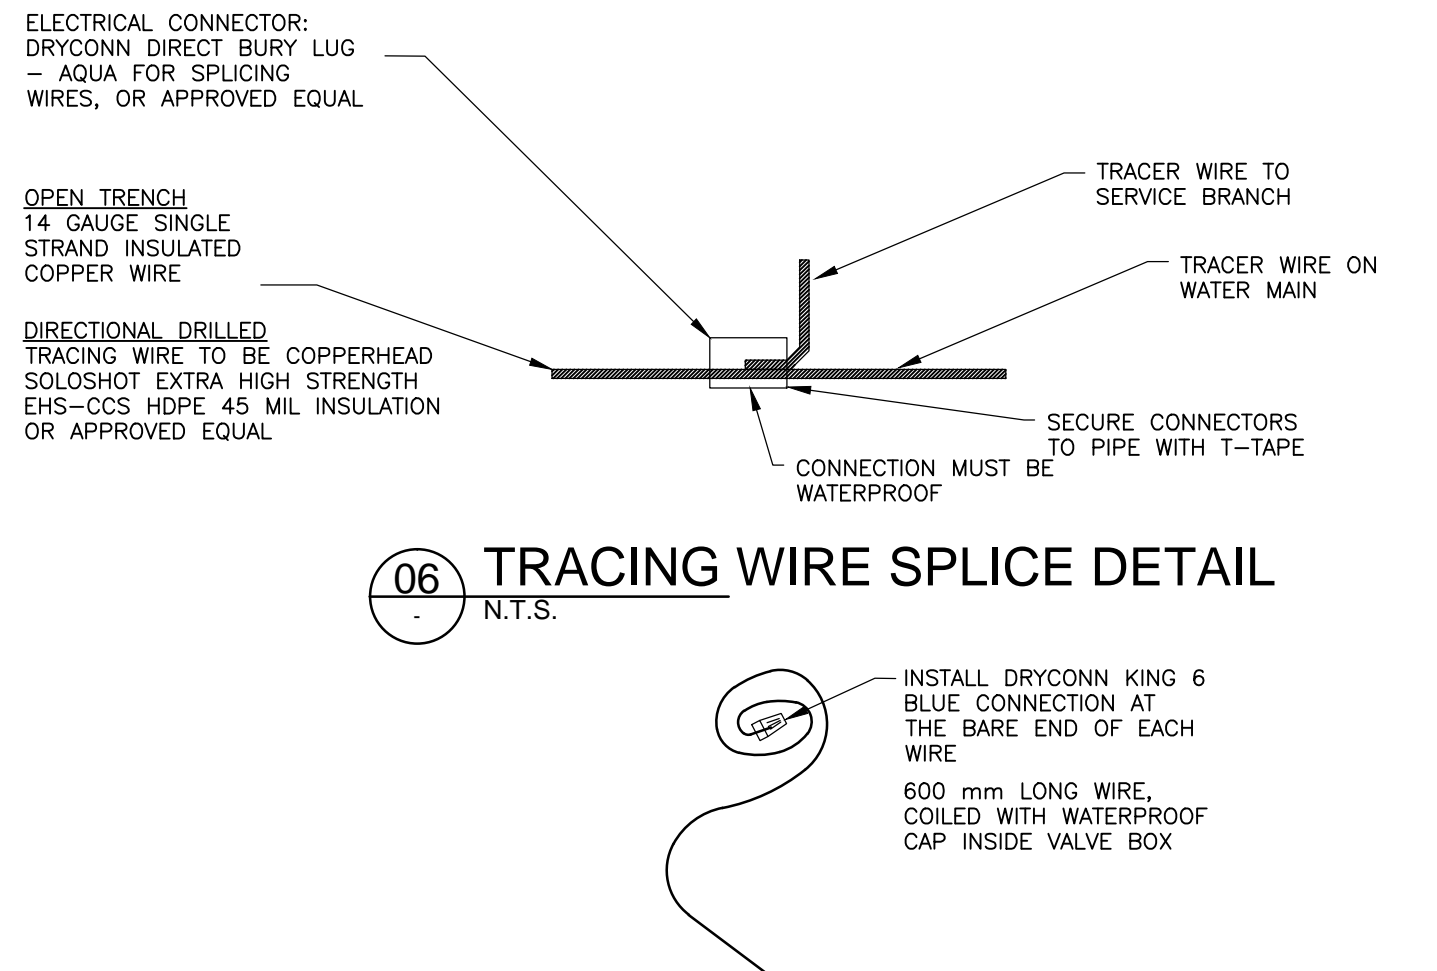 ELECTRICAL CONNECTOR:
DRYCONN DIRECT BURY LUG
– AQUA FOR SPLICING
WIRES, OR APPROVED EQUAL
OPEN TRENCH
14 GAUGE SINGLE
STRAND INSULATED
COPPER WIRE
DIRECTIONAL DRILLED
TRACING WIRE TO BE COPPERHEAD
SOLOSHOT EXTRA HIGH STRENGTH
EHS–CCS HDPE 45 MIL INSULATION
OR APPROVED EQUAL
TRACER WIRE TO
SERVICE BRANCH
TRACER WIRE ON
WATER MAIN
SECURE CONNECTORS
TO PIPE WITH T–TAPE
CONNECTION MUST BE
WATERPROOF
06
-
TRACING WIRE SPLICE DETAIL
N.T.S.
INSTALL DRYCONN KING 6
BLUE CONNECTION AT
THE BARE END OF EACH
WIRE
600 mm LONG WIRE,
COILED WITH WATERPROOF
CAP INSIDE VALVE BOX